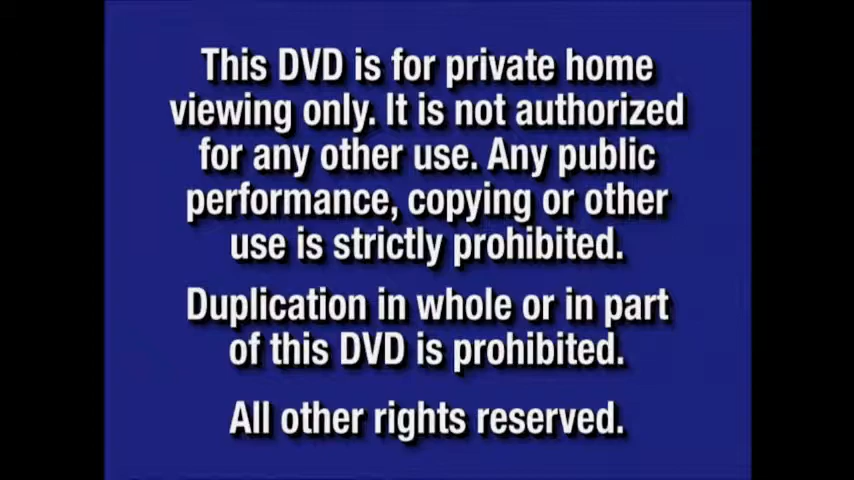 This DVD is for private home
viewing only. It is not authorized
for any other use. Any public
performance, copying or other
use is strictly prohibited.
Duplication in whole or in part
of this DVD is prohibited.
All other rights reserved.